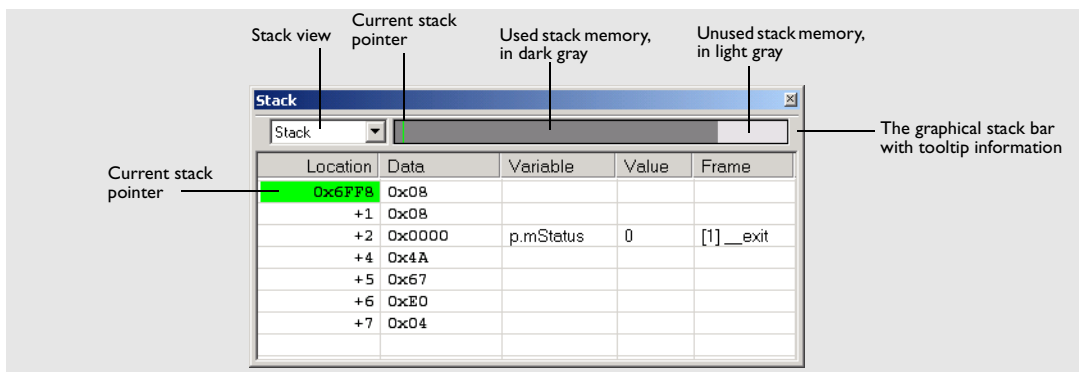 Stack view
Current stack
pointer
Used stack memory,
in dark gray
Unused stack memory,
in light gray
Stack
Stack
The graphical stack bar
with tooltip information
Current stack
pointer
Location Data Variable Value Frame
0x6FF8 0x08
+1 0x08
+2 0x0000 p.mStatus 0 [1] __exit
+4 0x4A
+5 0x67
+6 0xE0
+7 0x04